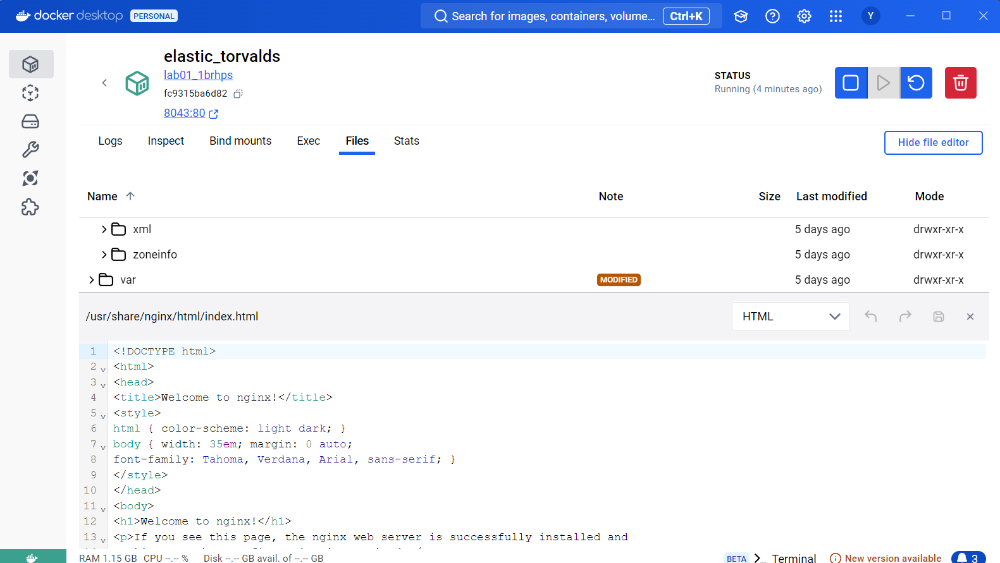 docker desktop PERSONAL
Search for images, containers, volume... Ctrl+K
Y
elastic_torvalds
lab01_1brhps
fc9315ba6d82
8043:80
STATUS
Running (4 minutes ago)
Logs Inspect Bind mounts Exec Files Stats
Hide file editor
Name Note Size Last modified Mode
xml 5 days ago drwxr-xr-x
zoneinfo 5 days ago drwxr-xr-x
var MODIFIED 5 days ago drwxr-xr-x
/usr/share/nginx/html/index.html HTML
1 <!DOCTYPE html>
2 <html>
3 <head>
4 <title>Welcome to nginx!</title>
5 <style>
6 html { color-scheme: light dark; }
7 body { width: 35em; margin: 0 auto;
8 font-family: Tahoma, Verdana, Arial, sans-serif; }
9 </style>
10 </head>
11 <body>
12 <h1>Welcome to nginx!</h1>
13 <p>If you see this page, the nginx web server is successfully installed and
RAM 1.15 GB CPU --.-- % Disk --.-- GB avail. of --.-- GB
BETA Terminal New version available 3